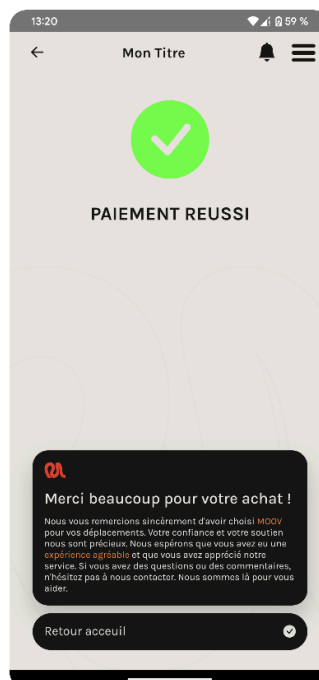 13:20
59 %
Mon Titre
PAIEMENT REUSSI
Merci beaucoup pour votre achat !
Nous vous remercions sincèrement d'avoir choisi MOOV
pour vos déplacements. Votre confiance et votre soutien
nous sont précieux. Nous espérons que vous avez eu une
expérience agréable et que vous avez apprécié notre
service. Si vous avez des questions ou des commentaires,
n'hésitez pas à nous contacter. Nous sommes là pour vous
aider.
Retour acceuil